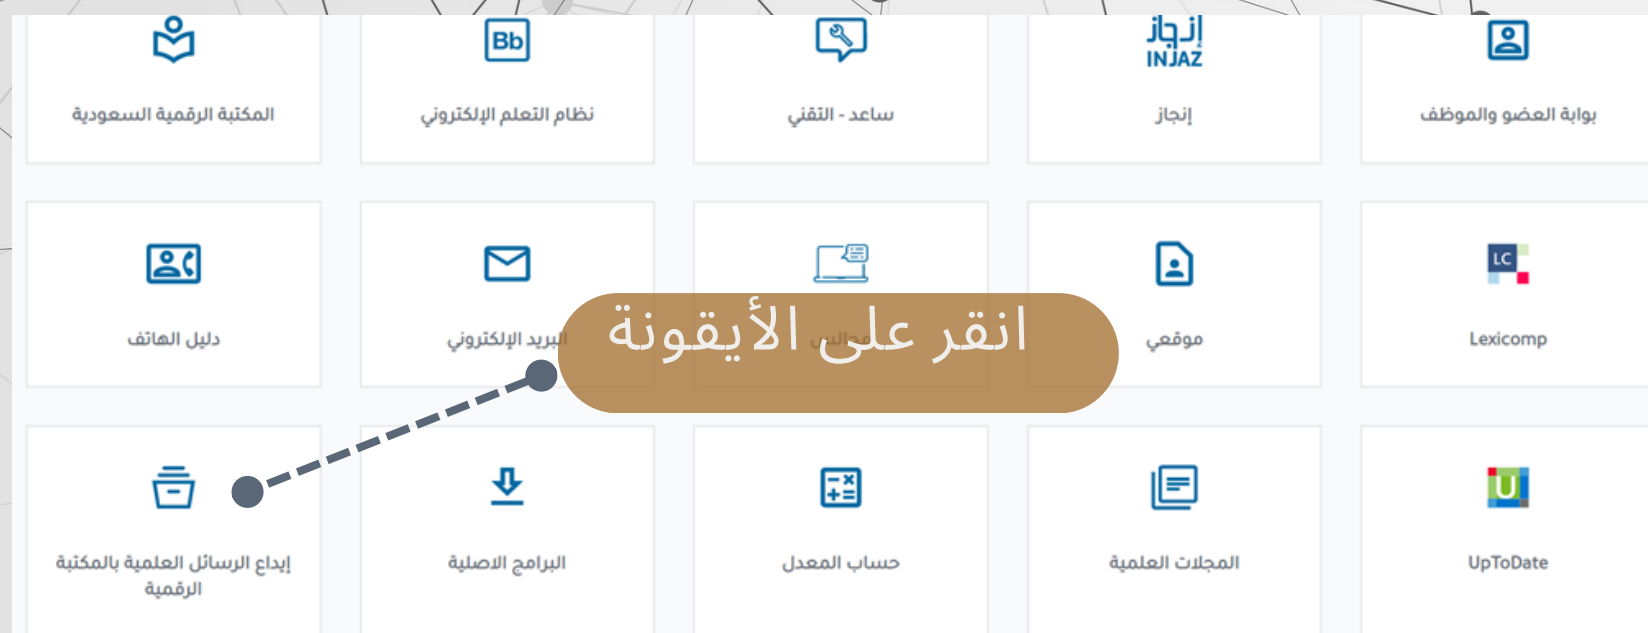 إنجاز
INJAZ
Bb
بوابة العضو والموظف
إنجاز
ساعد - التقني
نظام التعلم الإلكتروني
المكتبة الرقمية السعودية
LC
Lexicomp
موقعي
انقر على الأيقونة
البريد الإلكتروني
دليل الهاتف
U
UpToDate
المجلات العلمية
حساب المعدل
البرامج الاصلية
إيداع الرسائل العلمية بالمكتبة
الرقمية